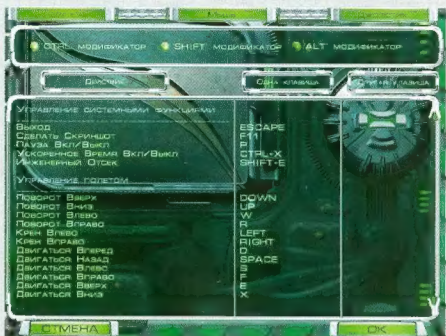 CTRL МОДИФИКАТОР SHIFT МОДИФИКАТОР ALT МОДИФИКАТОР
ДЕЙСТВИЕ ОДНА КЛАВИША
УПРАВЛЕНИЕ СИСТЕМНЫМИ ФУНКЦИЯМИ
ВЫХОД ESCAPE
СДЕЛАТЬ СКРИНШОТ F11
ПАУЗА ВКЛ/ВЫКЛ P
УСКОРЕННОЕ ВРЕМЯ ВКЛ/ВЫКЛ CTRL-X
ИНЖЕНЕРНЫЙ ОТСЕК SHIFT-E
УПРАВЛЕНИЕ ПОЛЕТОМ
ПОВОРОТ ВВЕРХ DOWN
ПОВОРОТ ВНИЗ UP
ПОВОРОТ ВЛЕВО W
ПОВОРОТ ВПРАВО R
КРЕН ВЛЕВО LEFT
КРЕН ВПРАВО RIGHT
ДВИГАТЬСЯ ВПЕРЕД D
ДВИГАТЬСЯ НАЗАД SPACE
ДВИГАТЬСЯ ВЛЕВО S
ДВИГАТЬСЯ ВПРАВО F
ДВИГАТЬСЯ ВВЕРХ E
ДВИГАТЬСЯ ВНИЗ X
ОТМЕНА OK